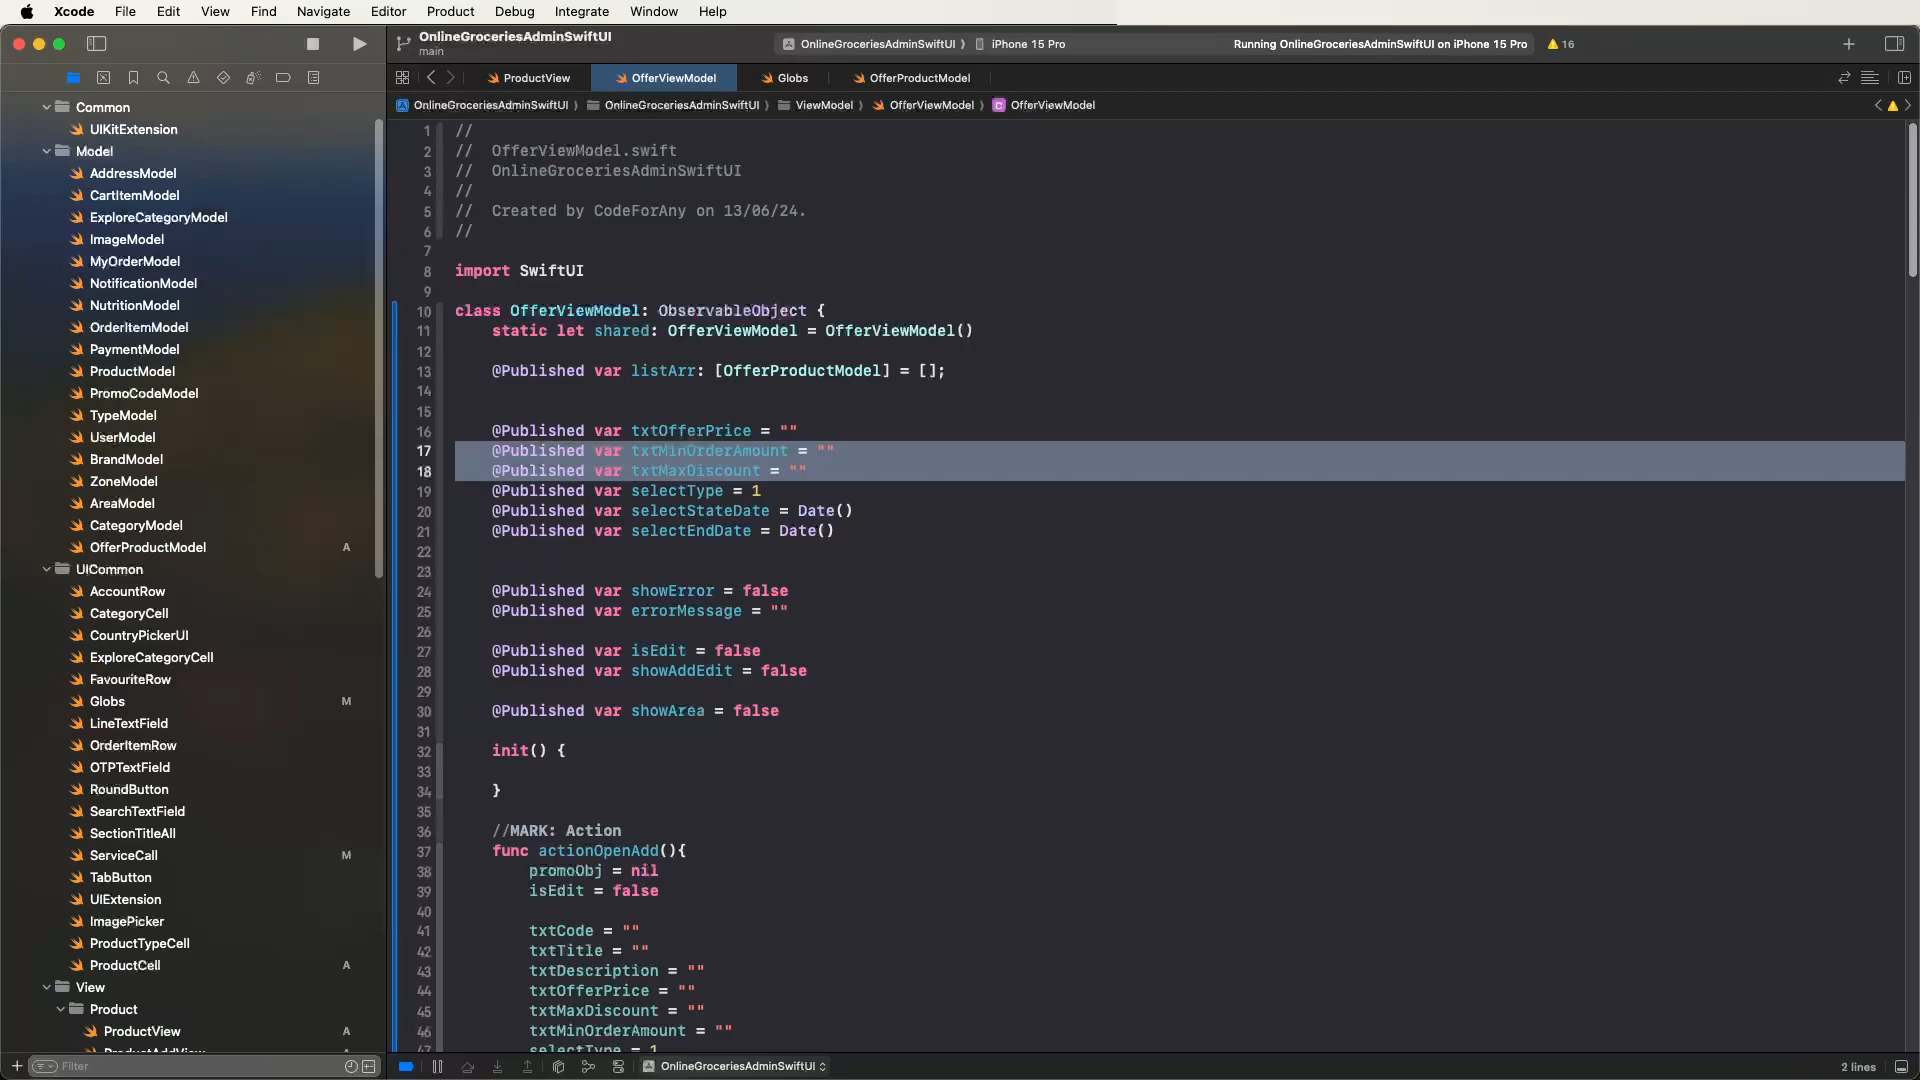 Xcode File Edit View Find Navigate Editor Product Debug Integrate Window Help
OnlineGroceriesAdminSwiftUI
main
OnlineGroceriesAdminSwiftUI iPhone 15 Pro Running OnlineGroceriesAdminSwiftUI on iPhone 15 Pro 16
ProductView OfferViewModel Globs OfferProductModel
OnlineGroceriesAdminSwiftUI OnlineGroceriesAdminSwiftUI ViewModel OfferViewModel OfferViewModel
Common
UIKitExtension
Model
AddressModel
CartItemModel
ExploreCategoryModel
ImageModel
MyOrderModel
NotificationModel
NutritionModel
OrderItemModel
PaymentModel
ProductModel
PromoCodeModel
TypeModel
UserModel
BrandModel
ZoneModel
AreaModel
CategoryModel
OfferProductModel A
UICommon
AccountRow
CategoryCell
CountryPickerUI
ExploreCategoryCell
FavouriteRow
Globs M
LineTextField
OrderItemRow
OTPTextField
RoundButton
SearchTextField
SectionTitleAll
ServiceCall M
TabButton
UIExtension
ImagePicker
ProductTypeCell
ProductCell A
View
Product
ProductView A
ProductAddView
Filter
1 //
2 // OfferViewModel.swift
3 // OnlineGroceriesAdminSwiftUI
4 //
5 // Created by CodeForAny on 13/06/24.
6 //
7
8 import SwiftUI
9
10 class OfferViewModel: ObservableObject {
11 static let shared: OfferViewModel = OfferViewModel()
12
13 @Published var listArr: [OfferProductModel] = [];
14
15
16 @Published var txtOfferPrice = ""
17 @Published var txtMinOrderAmount = ""
18 @Published var txtMaxDiscount = ""
19 @Published var selectType = 1
20 @Published var selectStateDate = Date()
21 @Published var selectEndDate = Date()
22
23
24 @Published var showError = false
25 @Published var errorMessage = ""
26
27 @Published var isEdit = false
28 @Published var showAddEdit = false
29
30 @Published var showArea = false
31
32 init() {
33
34 }
35
36 //MARK: Action
37 func actionOpenAdd(){
38 promoObj = nil
39 isEdit = false
40
41 txtCode = ""
42 txtTitle = ""
43 txtDescription = ""
44 txtOfferPrice = ""
45 txtMaxDiscount = ""
46 txtMinOrderAmount = ""
47 selectType = 1
OnlineGroceriesAdminSwiftUI 2 lines